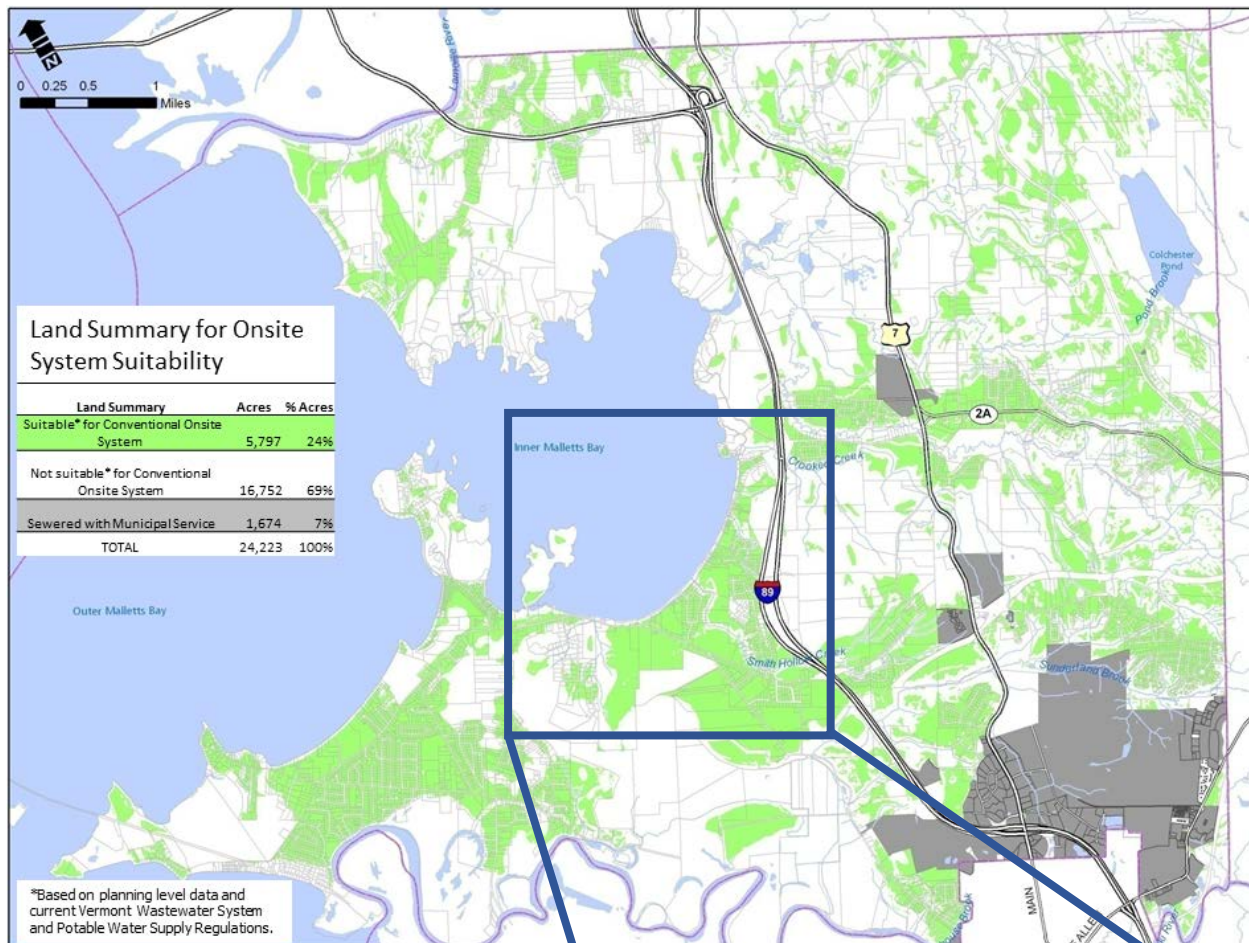 N
0 0.25 0.5 1
Miles
Lamoille River
Colchester
Pond
Pond Brook
7
2A
Land Summary for Onsite
System Suitability
Land Summary Acres % Acres
Suitable* for Conventional Onsite
System 5,797 24%
Not suitable* for Conventional
Onsite System 16,752 69%
Sewered with Municipal Service 1,674 7%
TOTAL 24,223 100%
Inner Malletts Bay
Crooked Creek
89
Outer Malletts Bay
Smith Hollow Creek
Sunderland Brook
*Based on planning level data and
current Vermont Wastewater System
and Potable Water Supply Regulations.
MAIN
Brook